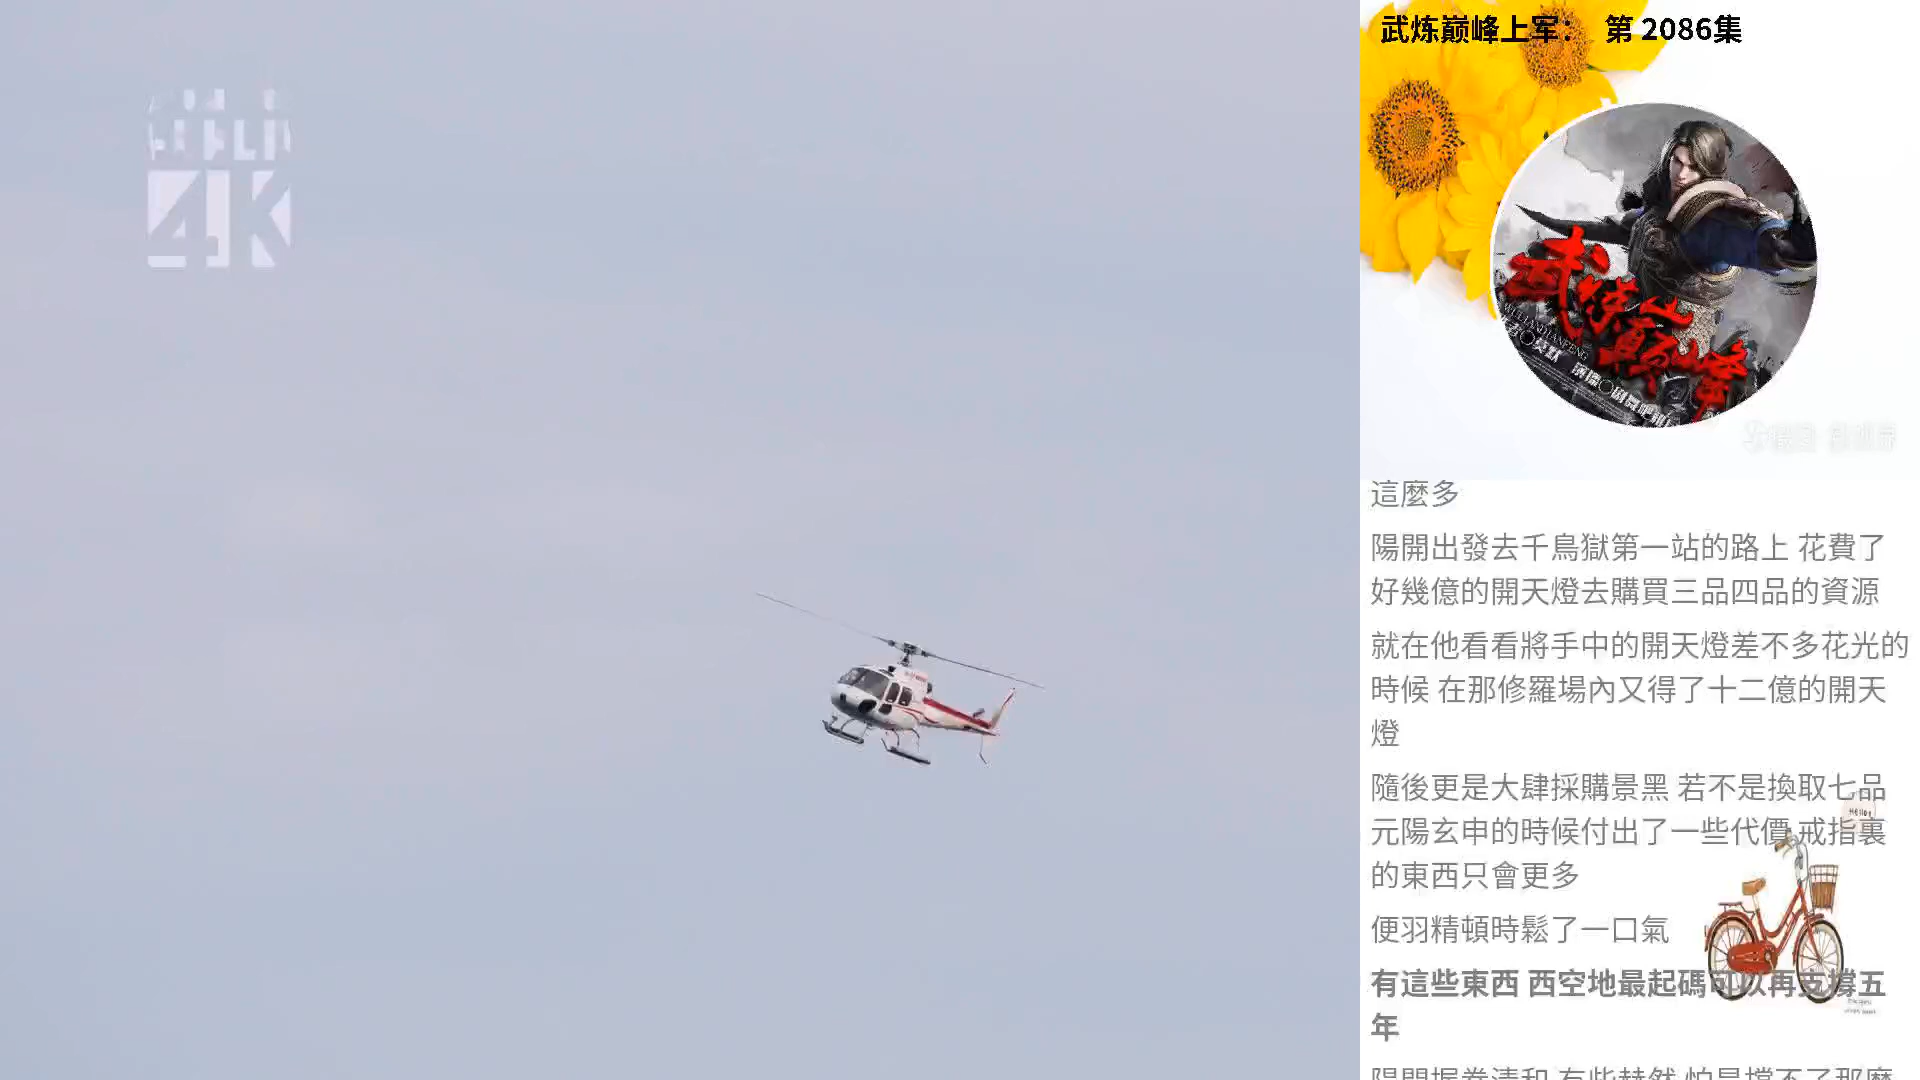 4K
武炼巅峰上军： 第 2086集
武炼巅峰
WULIANDIANFENG
這麼多
陽開出發去千鳥獄第一站的路上 花費了
好幾億的開天燈去購買三品四品的資源
就在他看看將手中的開天燈差不多花光的
時候 在那修羅場內又得了十二億的開天
燈
隨後更是大肆採購景黑 若不是換取七品
元陽玄申的時候付出了一些代價 戒指裏
的東西只會更多
便羽精頓時鬆了一口氣
有這些東西 西空地最起碼可以再支撐五
年